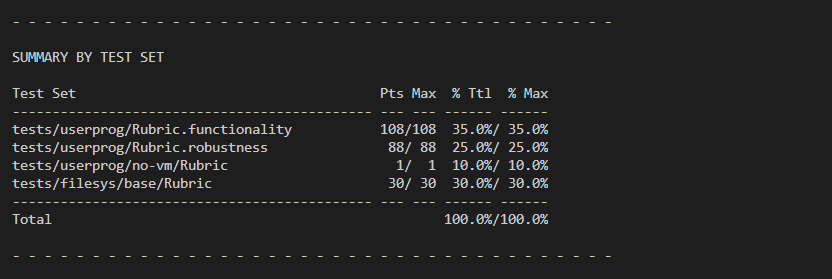 - - - - - - - - - - - - - - - - - - - - - - - - - - - - - - - - - - - - - -
SUMMARY BY TEST SET
Test Set                                      Pts Max  % Ttl  % Max
--------------------------------------------- --- --- ------ ------
tests/userprog/Rubric.functionality           108/108  35.0%/ 35.0%
tests/userprog/Rubric.robustness               88/ 88  25.0%/ 25.0%
tests/userprog/no-vm/Rubric                     1/  1  10.0%/ 10.0%
tests/filesys/base/Rubric                      30/ 30  30.0%/ 30.0%
--------------------------------------------- --- --- ------ ------
Total                                                 100.0%/100.0%
- - - - - - - - - - - - - - - - - - - - - - - - - - - - - - - - - - - - - -